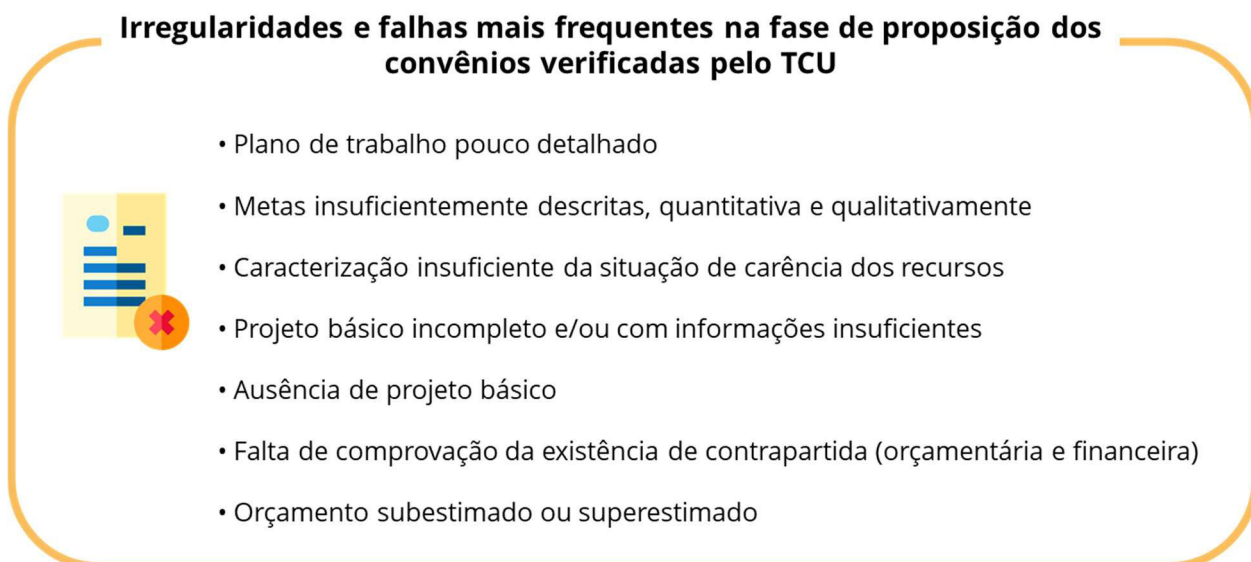 Irregularidades e falhas mais frequentes na fase de proposição dos
convênios verificadas pelo TCU
• Plano de trabalho pouco detalhado
• Metas insuficientemente descritas, quantitativa e qualitativamente
• Caracterização insuficiente da situação de carência dos recursos
• Projeto básico incompleto e/ou com informações insuficientes
• Ausência de projeto básico
• Falta de comprovação da existência de contrapartida (orçamentária e financeira)
• Orçamento subestimado ou superestimado